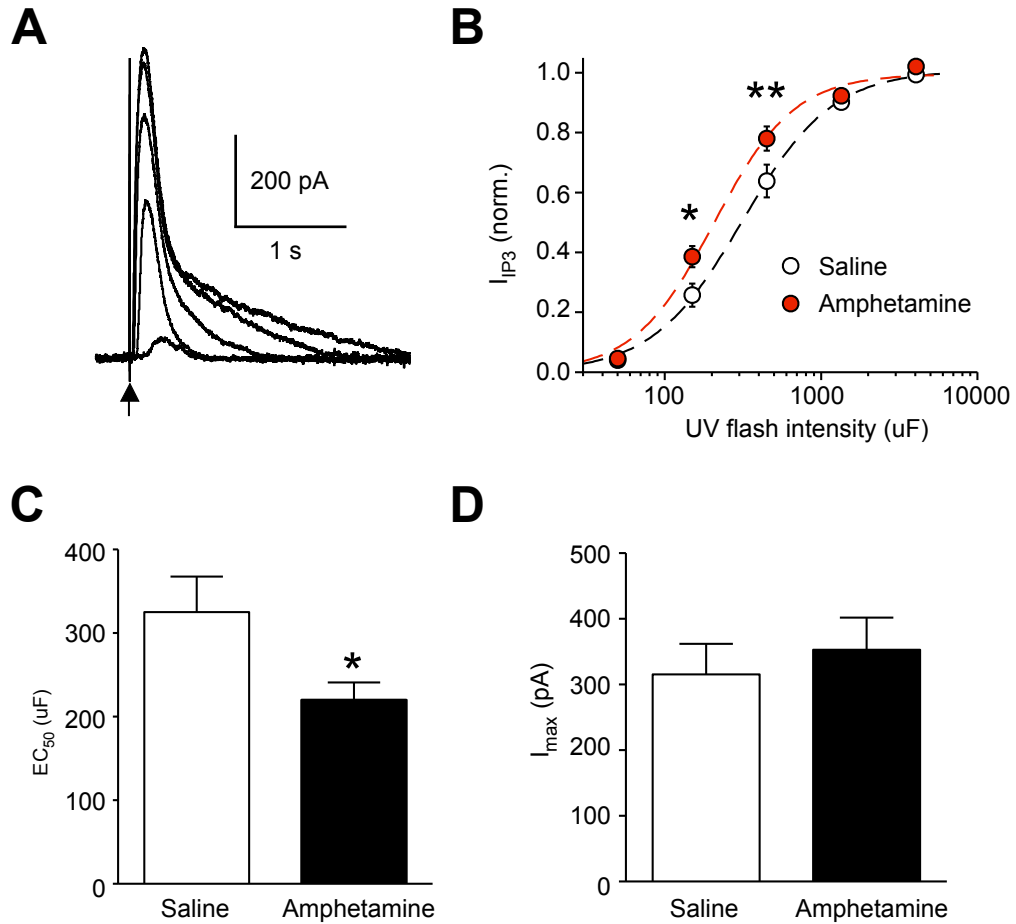 A
200 pA
1 s
B
I_IP3 (norm.)
1.0
0.8
0.6
0.4
0.2
0.0
*
**
Saline
Amphetamine
100
1000
10000
UV flash intensity (uF)
C
EC50 (uF)
400
300
200
100
0
*
Saline
Amphetamine
D
Imax (pA)
500
400
300
200
100
0
Saline
Amphetamine